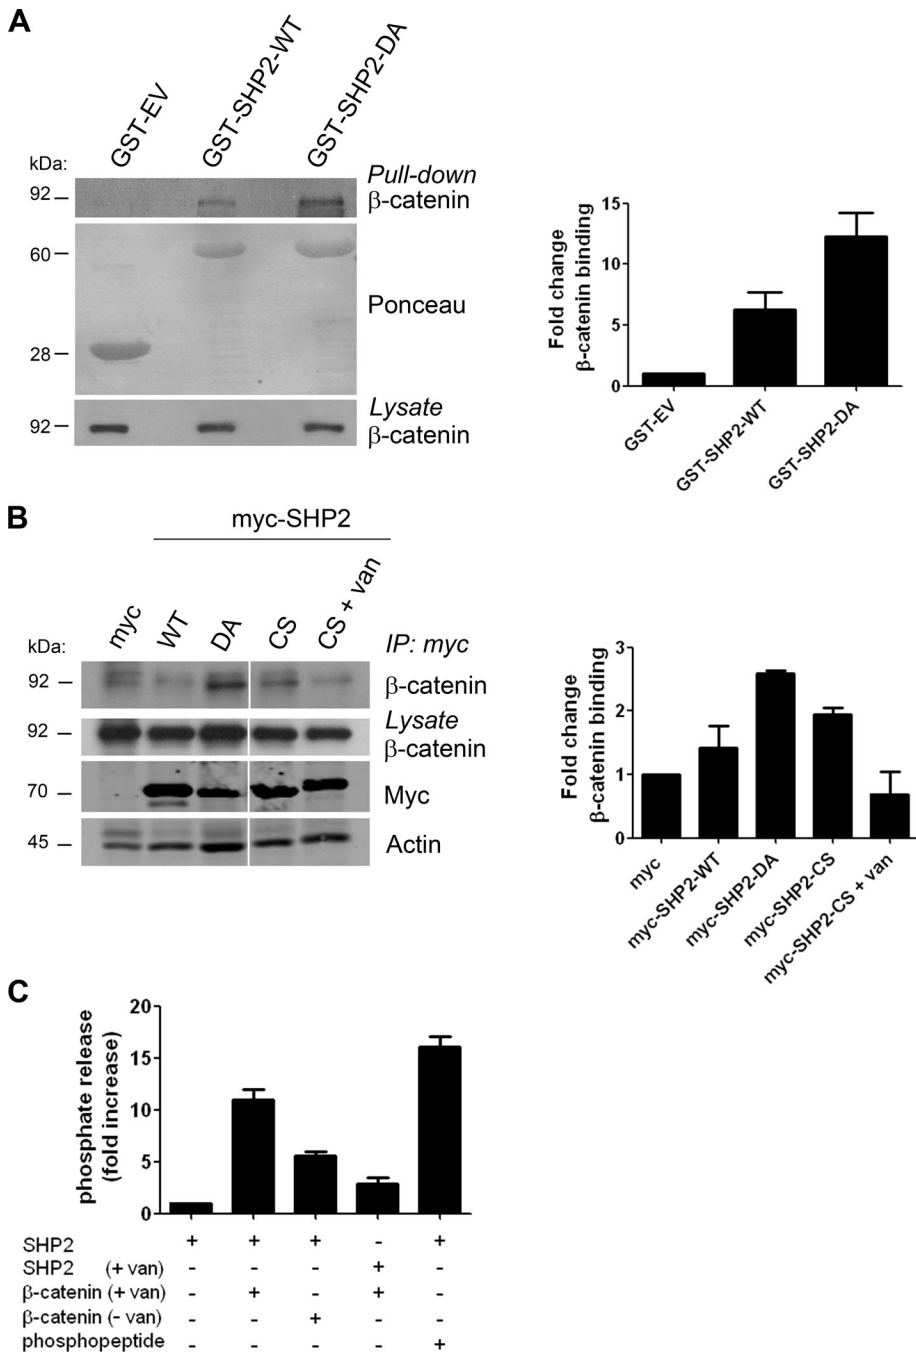 A
GST-EV
GST-SHP2-WT
GST-SHP2-DA
kDa:
Pull-down
92
β-catenin
60
Ponceau
28
Lysate
92
β-catenin
Fold change
β-catenin binding
15
10
5
0
GST-EV
GST-SHP2-WT
GST-SHP2-DA
B
myc-SHP2
myc
WT
DA
CS
CS + van
kDa:
IP: myc
92
β-catenin
Lysate
92
β-catenin
70
Myc
45
Actin
Fold change
β-catenin binding
3
2
1
0
myc
myc-SHP2-WT
myc-SHP2-DA
myc-SHP2-CS
myc-SHP2-CS + van
C
phosphate release
(fold increase)
20
15
10
5
0
SHP2 + + + - +
SHP2 (+ van) - - - + -
β-catenin (+ van) - + - + -
β-catenin (- van) - - + - -
phosphopeptide - - - - +